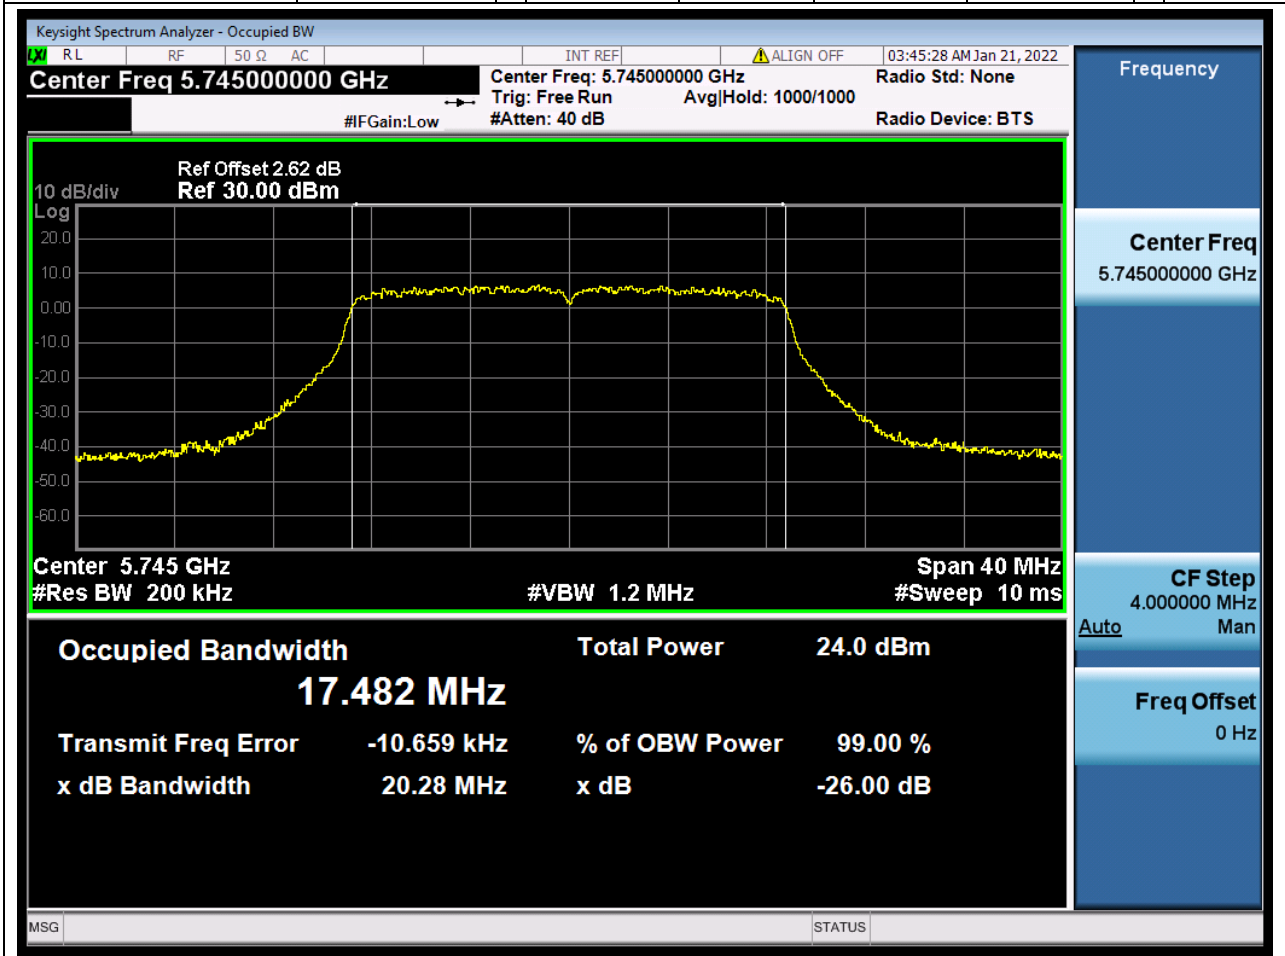 Keysight Spectrum Analyzer - Occupied BW
LXI RL RF 50 Ω AC INT REF ALIGN OFF 03:45:28 AM Jan 21, 2022
Center Freq 5.745000000 GHz
Center Freq: 5.745000000 GHz
Radio Std: None
Trig: Free Run Avg|Hold: 1000/1000
#IFGain:Low
#Atten: 40 dB
Radio Device: BTS
Ref Offset 2.62 dB
10 dB/div Ref 30.00 dBm
Log
20.0
10.0
0.00
-10.0
-20.0
-30.0
-40.0
-50.0
-60.0
Center 5.745 GHz Span 40 MHz
#Res BW 200 kHz #VBW 1.2 MHz #Sweep 10 ms
Occupied Bandwidth Total Power 24.0 dBm
17.482 MHz
Transmit Freq Error -10.659 kHz % of OBW Power 99.00 %
x dB Bandwidth 20.28 MHz x dB -26.00 dB
Frequency
Center Freq
5.745000000 GHz
CF Step
4.000000 MHz
Auto Man
Freq Offset
0 Hz
MSG STATUS